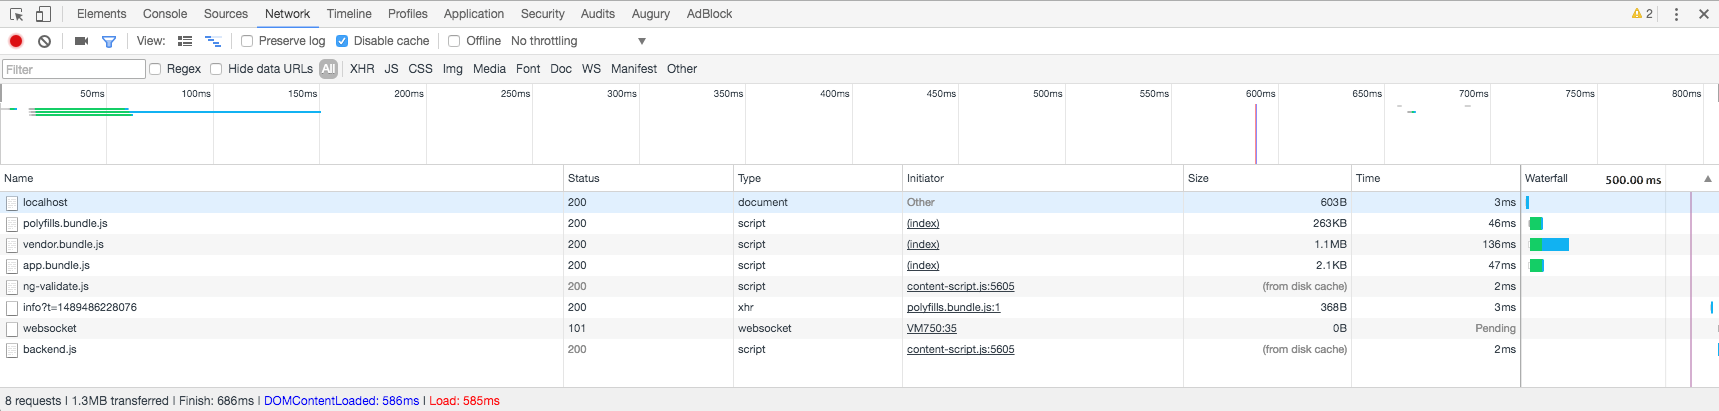 Elements Console Sources Network Timeline Profiles Application Security Audits Augury AdBlock 2
View: Preserve log Disable cache Offline No throttling
Filter Regex Hide data URLs All XHR JS CSS Img Media Font Doc WS Manifest Other
50ms 100ms 150ms 200ms 250ms 300ms 350ms 400ms 450ms 500ms 550ms 600ms 650ms 700ms 750ms 800ms
Name Status Type Initiator Size Time Waterfall 500.00 ms
localhost 200 document Other 603B 3ms
polyfills.bundle.js 200 script (index) 263KB 46ms
vendor.bundle.js 200 script (index) 1.1MB 136ms
app.bundle.js 200 script (index) 2.1KB 47ms
ng-validate.js 200 script content-script.js:5605 (from disk cache) 2ms
info?t=1489486228076 200 xhr polyfills.bundle.js:1 368B 3ms
websocket 101 websocket VM750:35 0B Pending
backend.js 200 script content-script.js:5605 (from disk cache) 2ms
8 requests | 1.3MB transferred | Finish: 686ms | DOMContentLoaded: 586ms | Load: 585ms